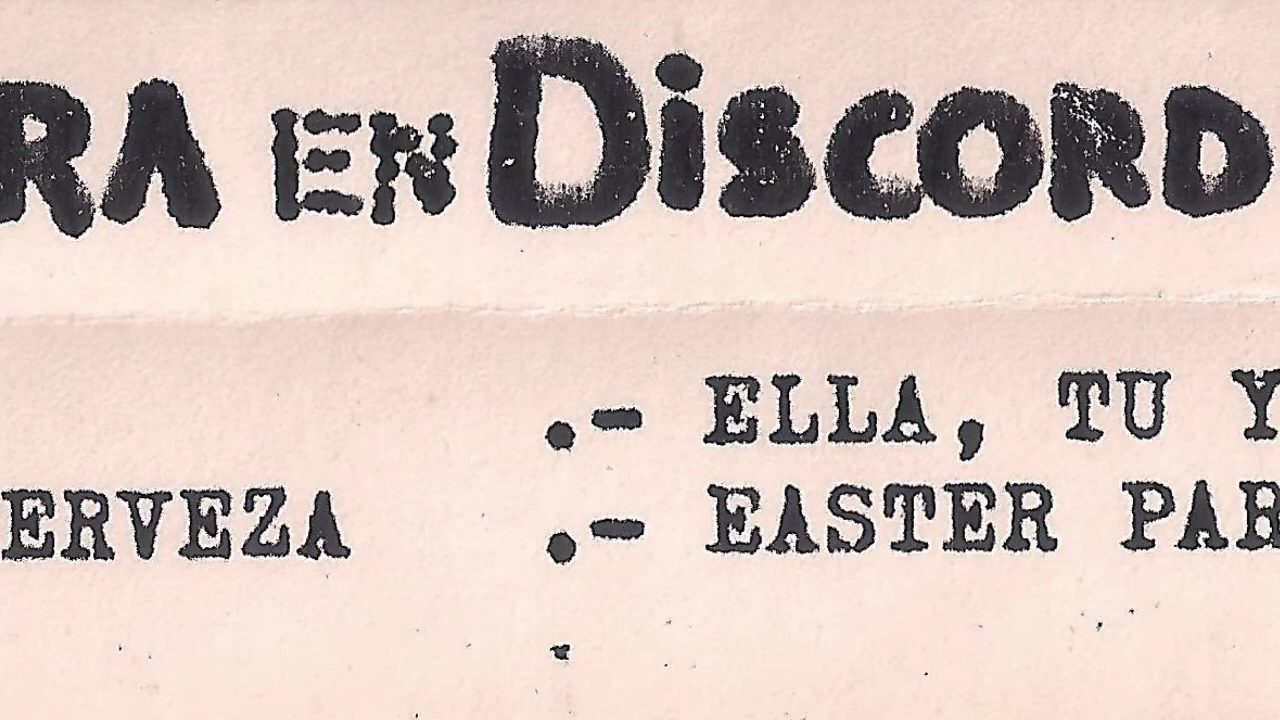 RA EN DiscORD
.- ELLA, TU Y
ERVEZA .- EASTER PAR